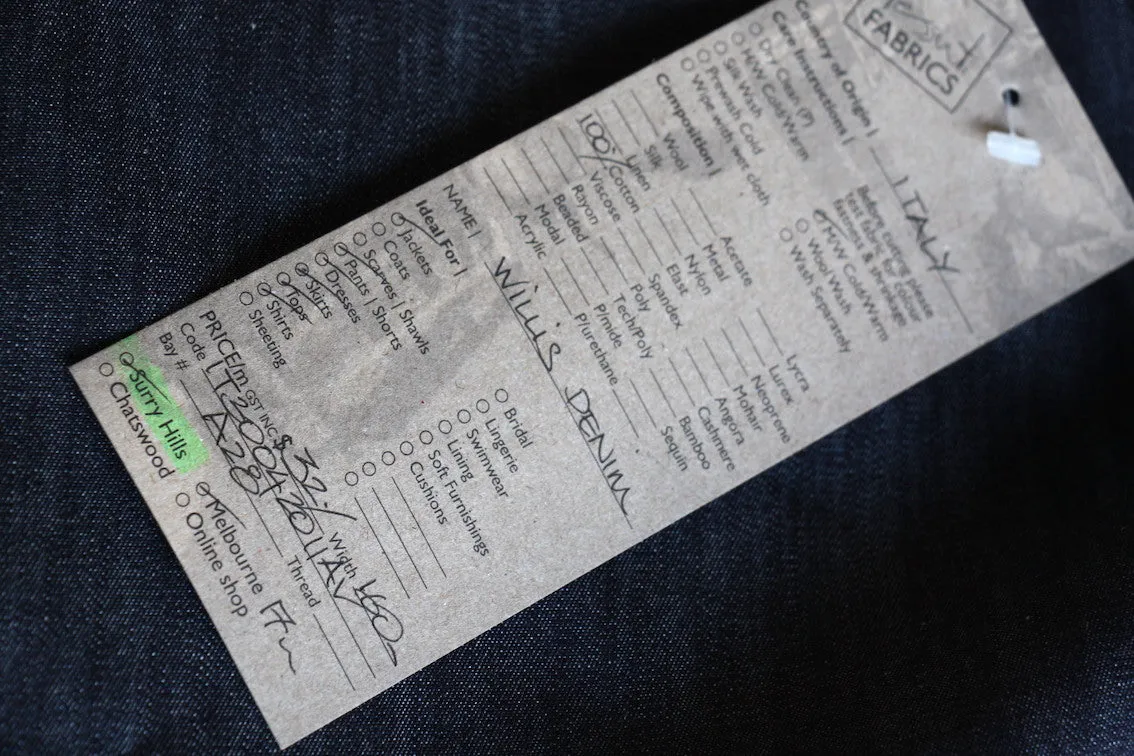 FABRICS
Country of Origin | ITALY
Care Instructions |
Dry Clean (P)
H/W Cold/Warm
Silk Wash
Prewash Cold
Wipe with wet cloth
Before cutting please
test fabric for colour
fastness & shrinkage
M/W Cold/Warm
Wool Wash
Wash Separately
Composition |
Wool
Silk
Linen
100% Cotton
Viscose
Rayon
Beaded
Modal
Acrylic
Acetate
Metal
Nylon
Elast
Spandex
Poly
Tech/Poly
P/mide
P/urethane
Lycra
Lurex
Neoprene
Mohair
Angora
Cashmere
Bamboo
Sequin
NAME | WILLIS DENIM
Ideal For |
Jackets
Coats
Scarves | Shawls
Pants | Shorts
Dresses
Skirts
Tops
Shirts
Sheeting
Bridal
Lingerie
Swimwear
Lining
Soft Furnishings
Cushions
PRICE/m GST INC $32./ Width 160
Code LT20042011AV
Bay # A281 Thread
Surry Hills
Chatswood
Melbourne
Online shop